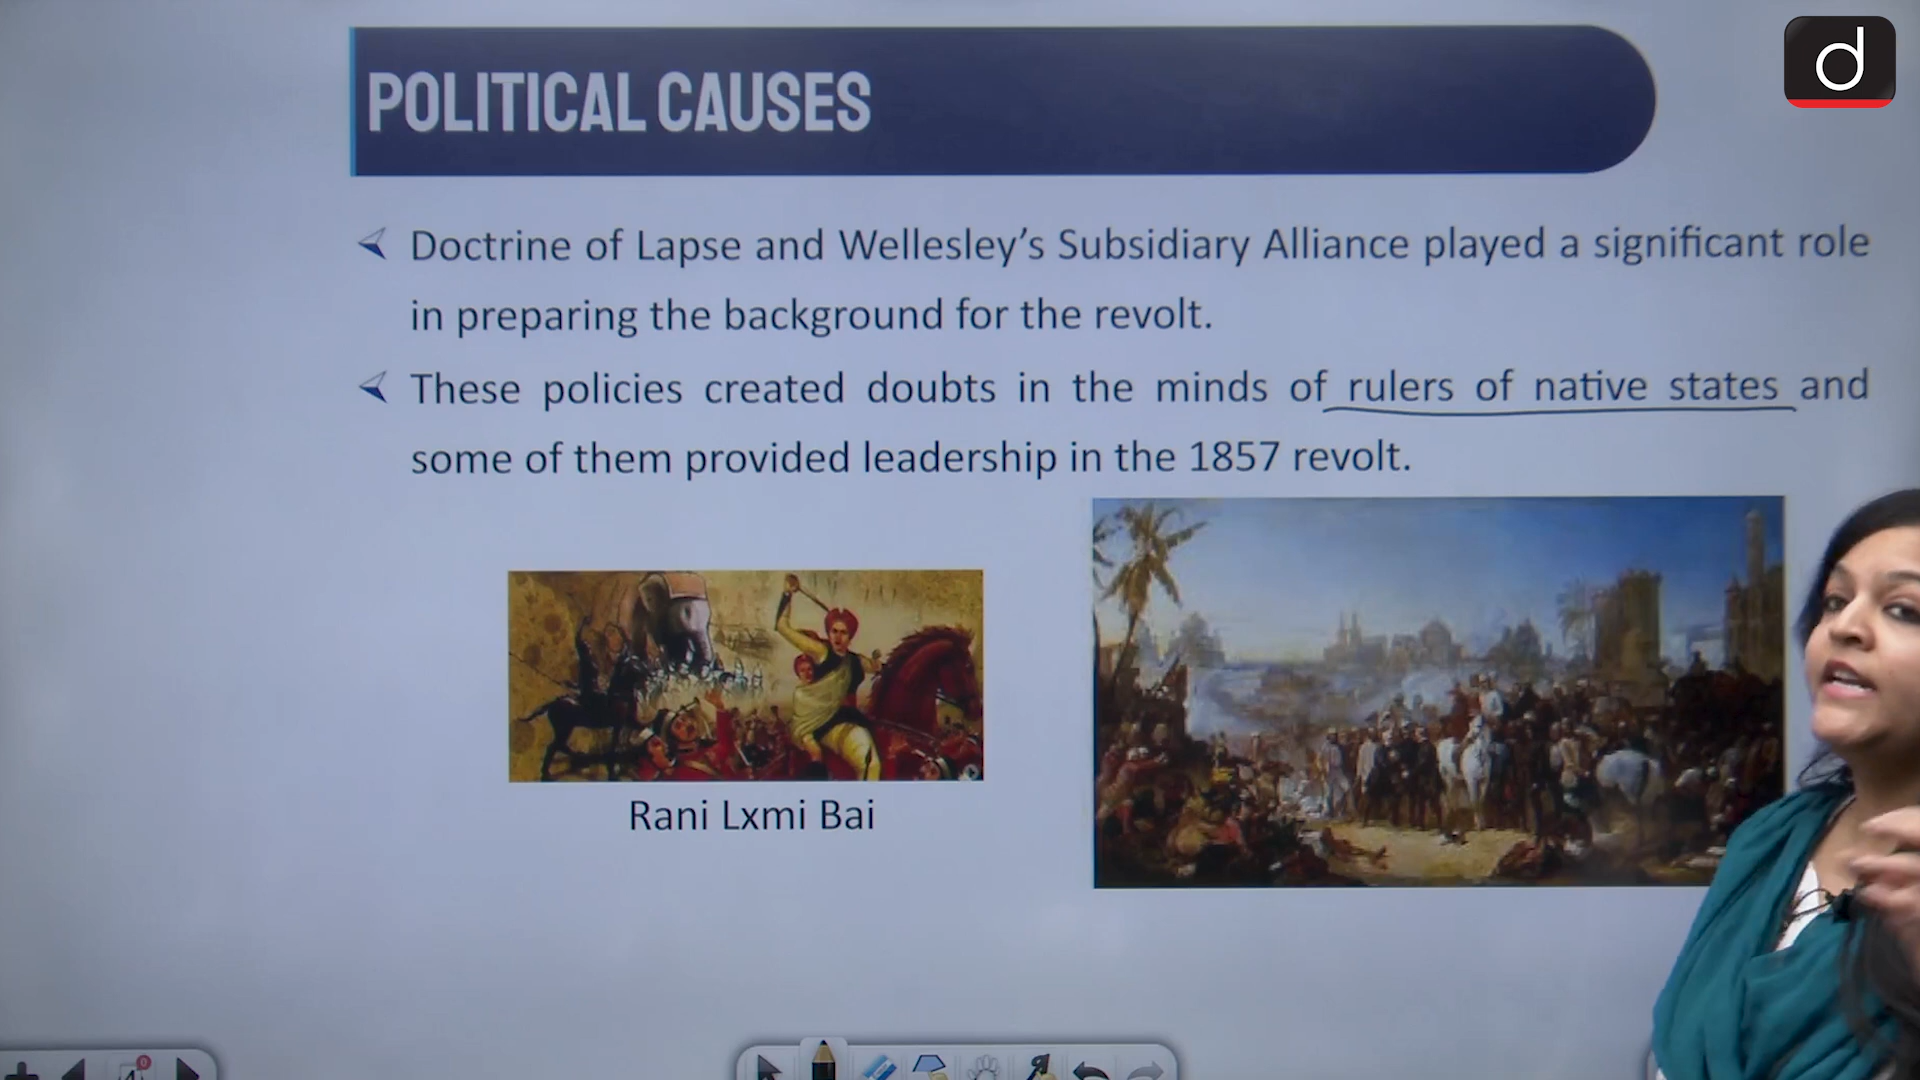 d
POLITICAL CAUSES
Doctrine of Lapse and Wellesley’s Subsidiary Alliance played a significant role
in preparing the background for the revolt.
These policies created doubts in the minds of rulers of native states and
some of them provided leadership in the 1857 revolt.
Rani Lxmi Bai